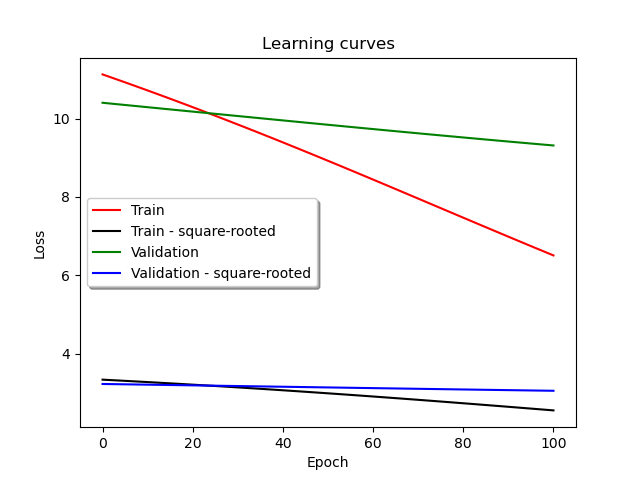 Learning curves
10
8
6
4
Loss
Train
Train - square-rooted
Validation
Validation - square-rooted
0 20 40 60 80 100
Epoch